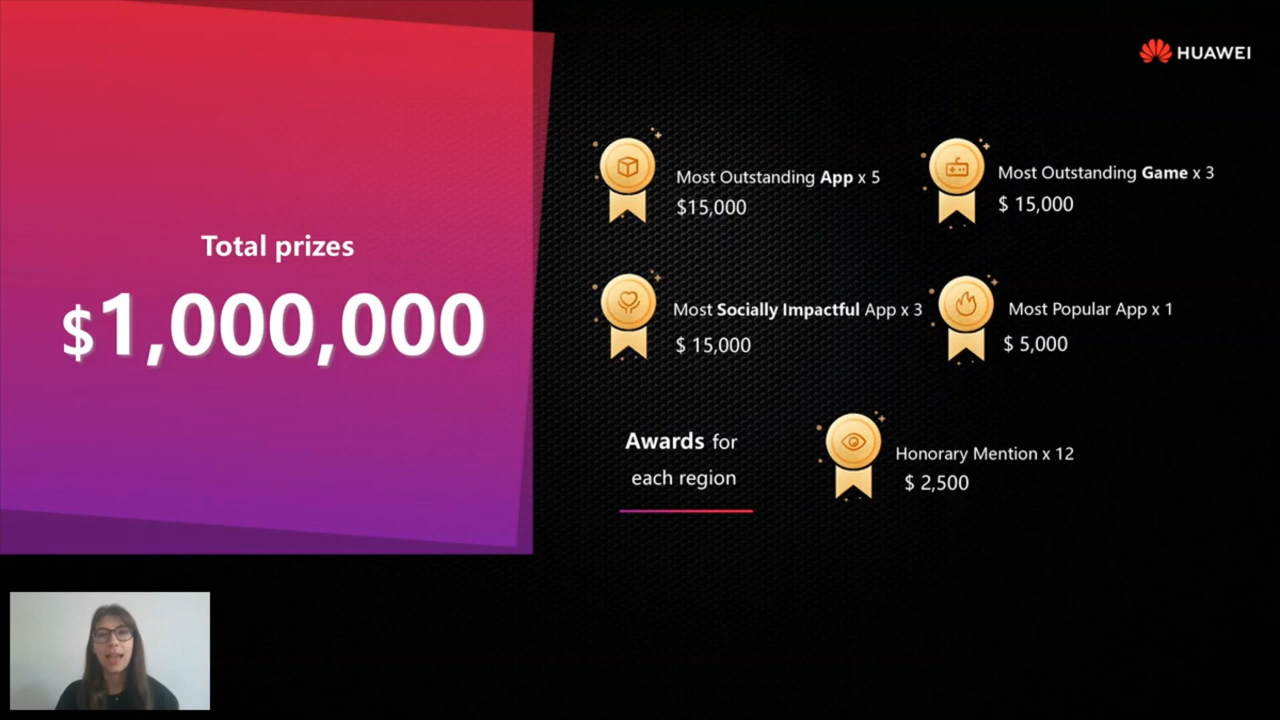 HUAWEI
Total prizes
$1,000,000
Most Outstanding App x 5
$15,000
Most Outstanding Game x 3
$ 15,000
Most Socially Impactful App x 3
$ 15,000
Most Popular App x 1
$ 5,000
Awards for
each region
Honorary Mention x 12
$ 2,500